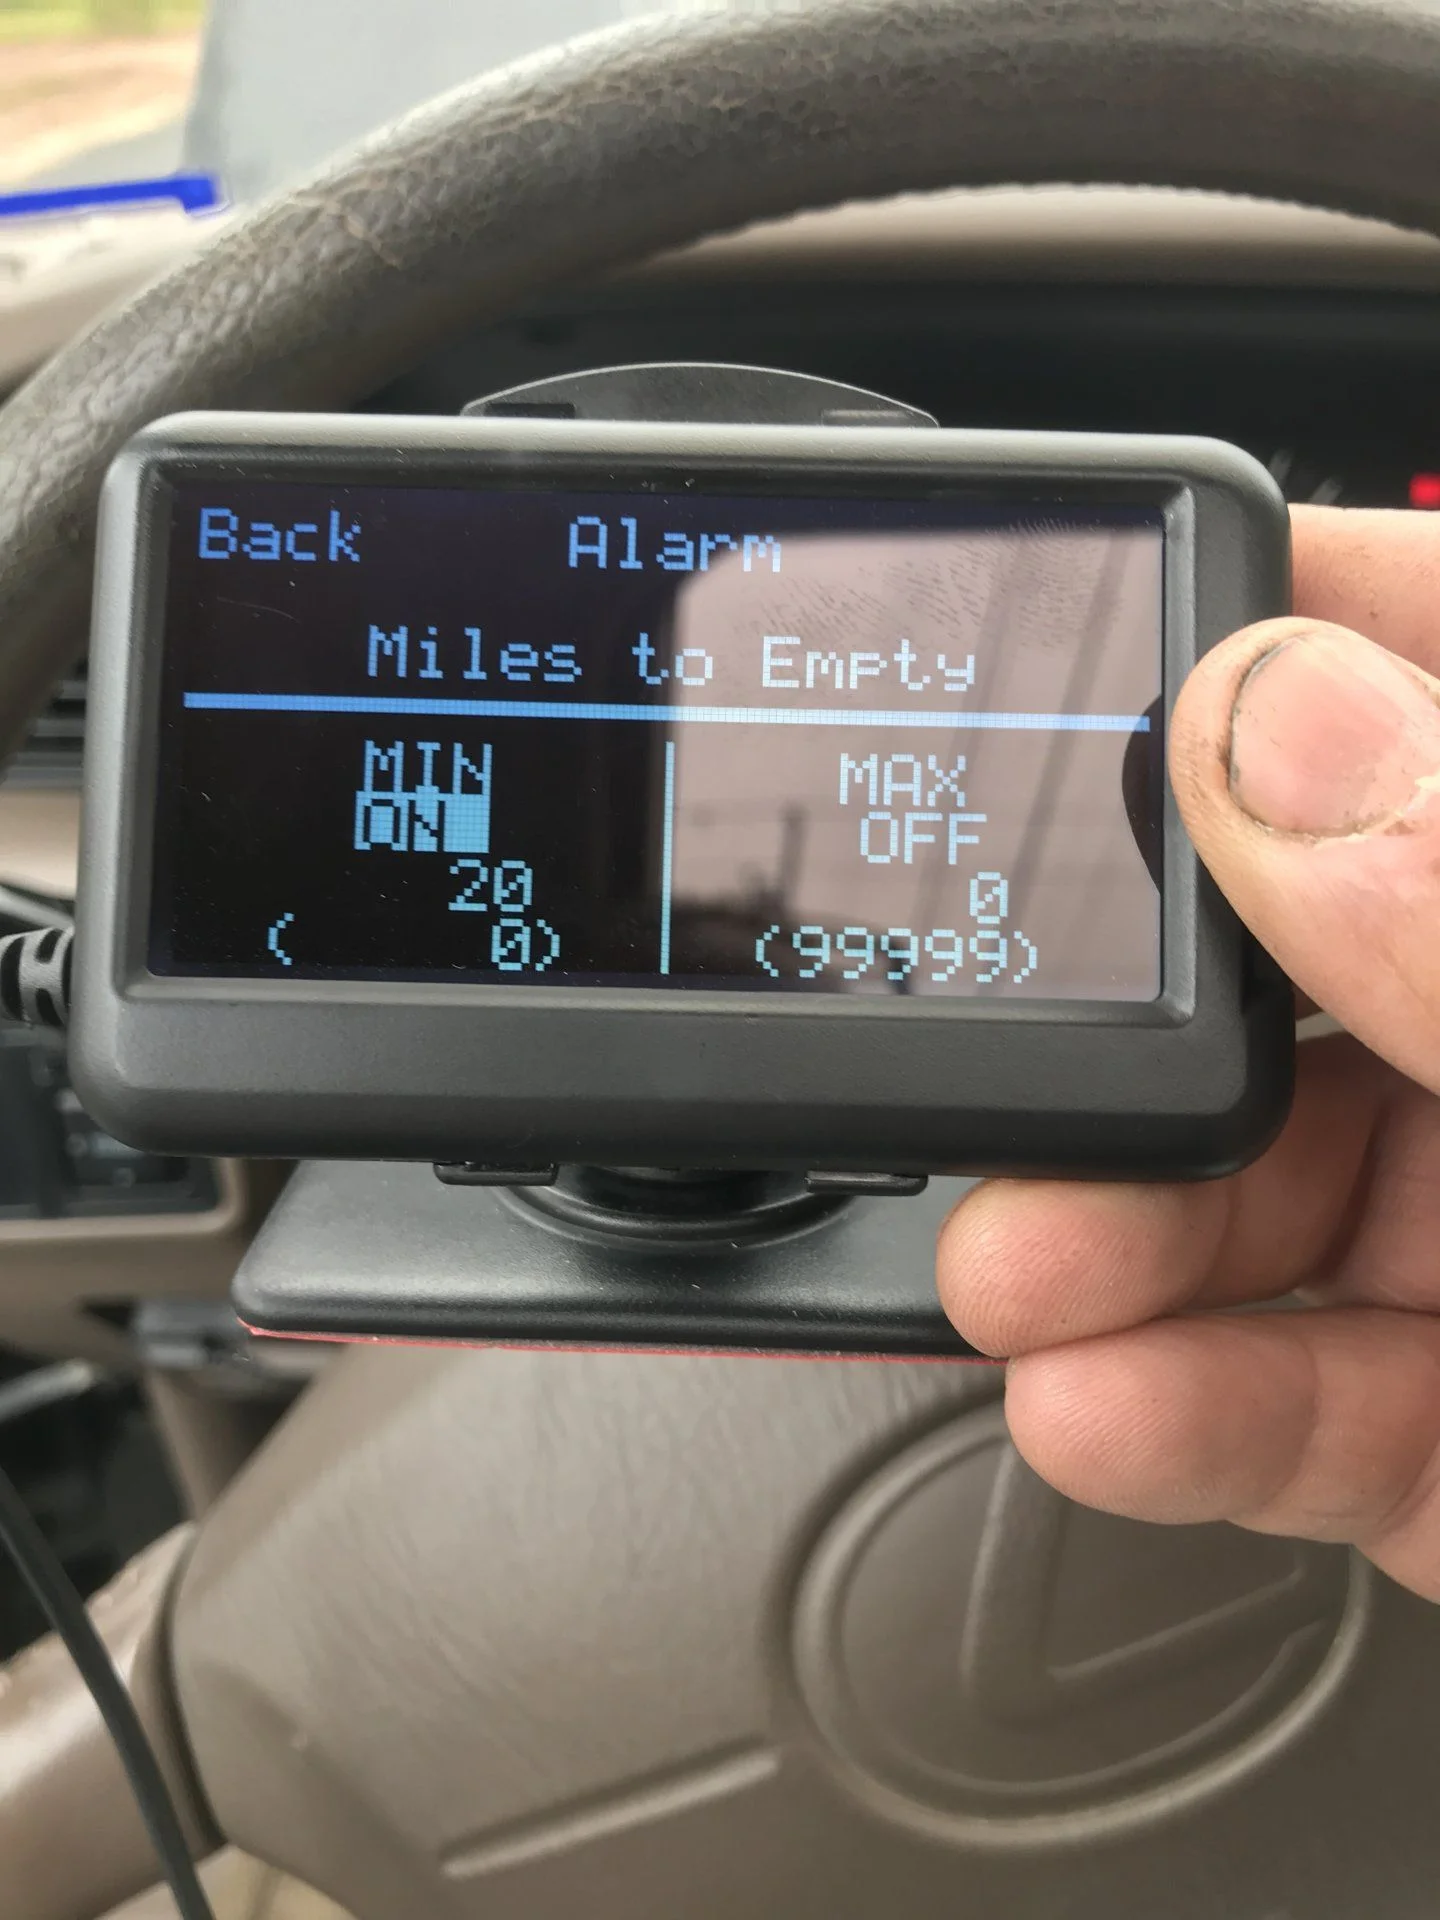 Back Alarm
Miles to Empty
MIN MAX
ON OFF
20 0
( 0) (99999)